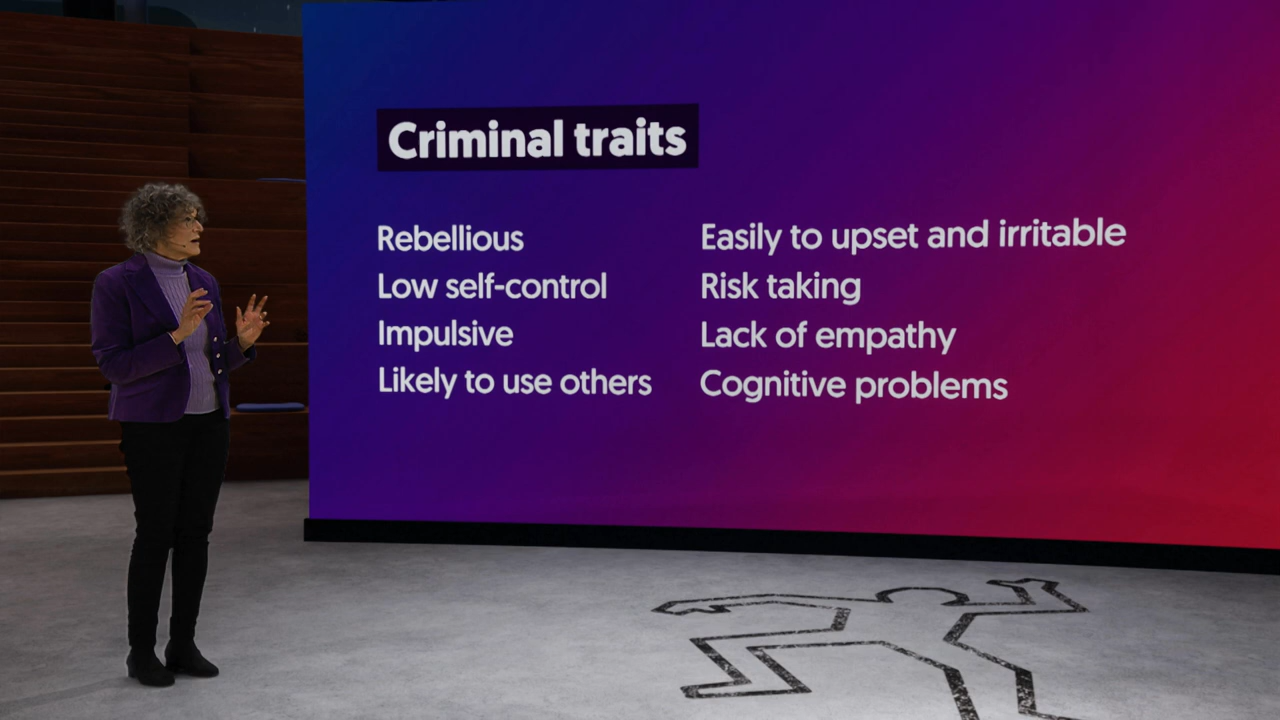 Criminal traits
Rebellious
Low self-control
Impulsive
Likely to use others
Easily to upset and irritable
Risk taking
Lack of empathy
Cognitive problems